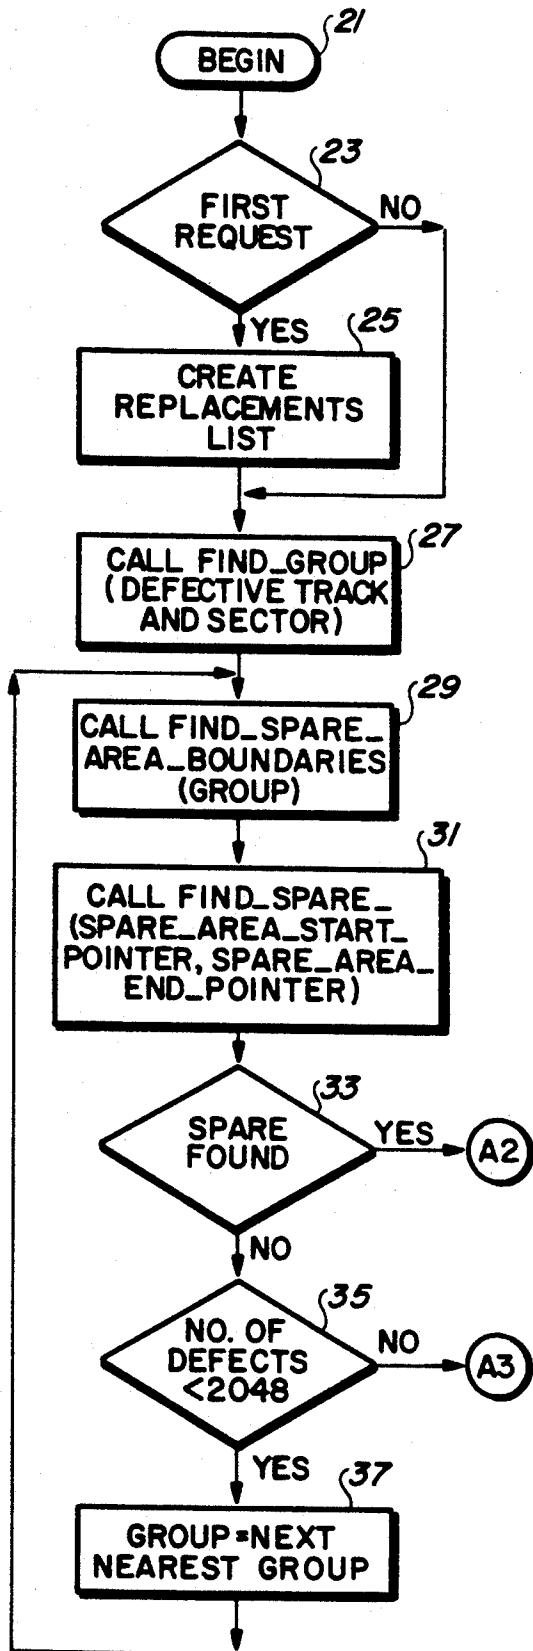 21
BEGIN
23
FIRST
REQUEST
NO
YES
25
CREATE
REPLACEMENTS
LIST
27
CALL FIND_GROUP
(DEFECTIVE TRACK
AND SECTOR)
29
CALL FIND_SPARE_
AREA_BOUNDARIES
(GROUP)
31
CALL FIND_SPARE_
(SPARE_AREA_START_
POINTER, SPARE_AREA_
END_POINTER)
33
SPARE
FOUND
YES
A2
NO
35
NO. OF
DEFECTS
<2048
NO
A3
YES
37
GROUP=NEXT
NEAREST GROUP